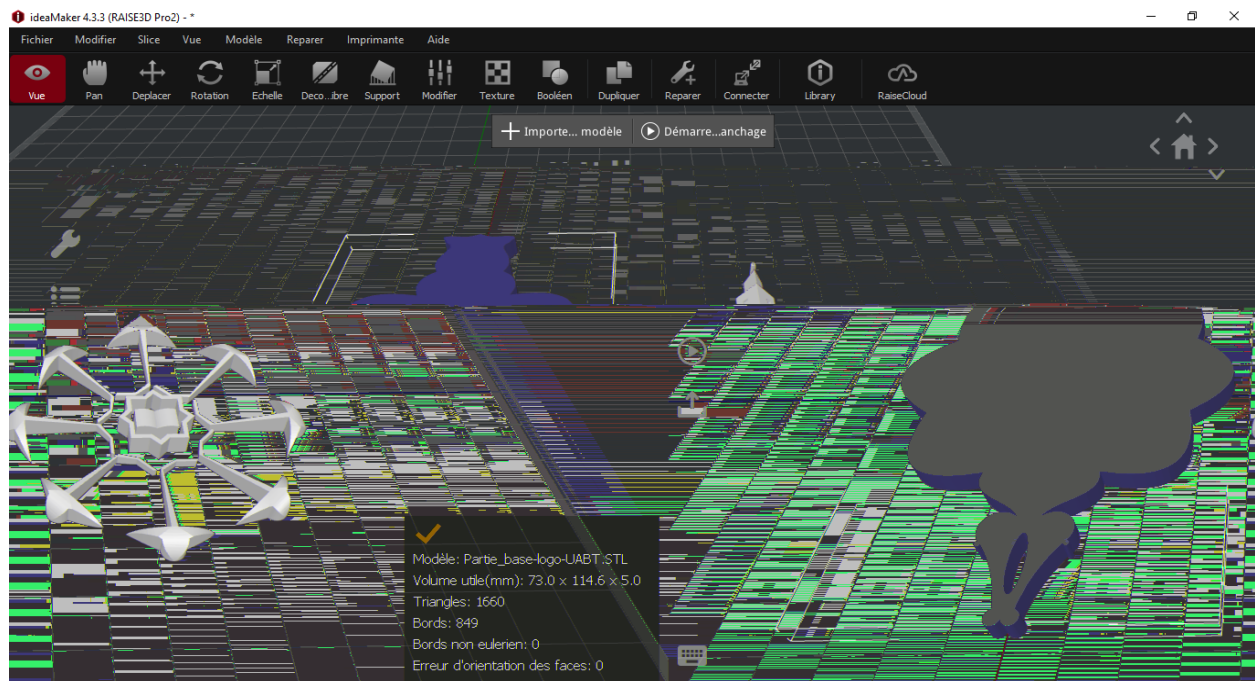 ideaMaker 4.3.3 (RAISE3D Pro2) - *
Fichier Modifier Slice Vue Modèle Reparer Imprimante Aide
Vue Pan Deplacer Rotation Echelle Deco...ibre Support Modifier Texture Booléen Dupliquer Reparer Connecter Library RaiseCloud
Importe... modèle Démarre...anchage
Modèle: Partie_base-logo-UABT.STL
Volume utile(mm): 73.0 x 114.6 x 5.0
Triangles: 1660
Bords: 849
Bords non eulerien: 0
Erreur d'orientation des faces: 0